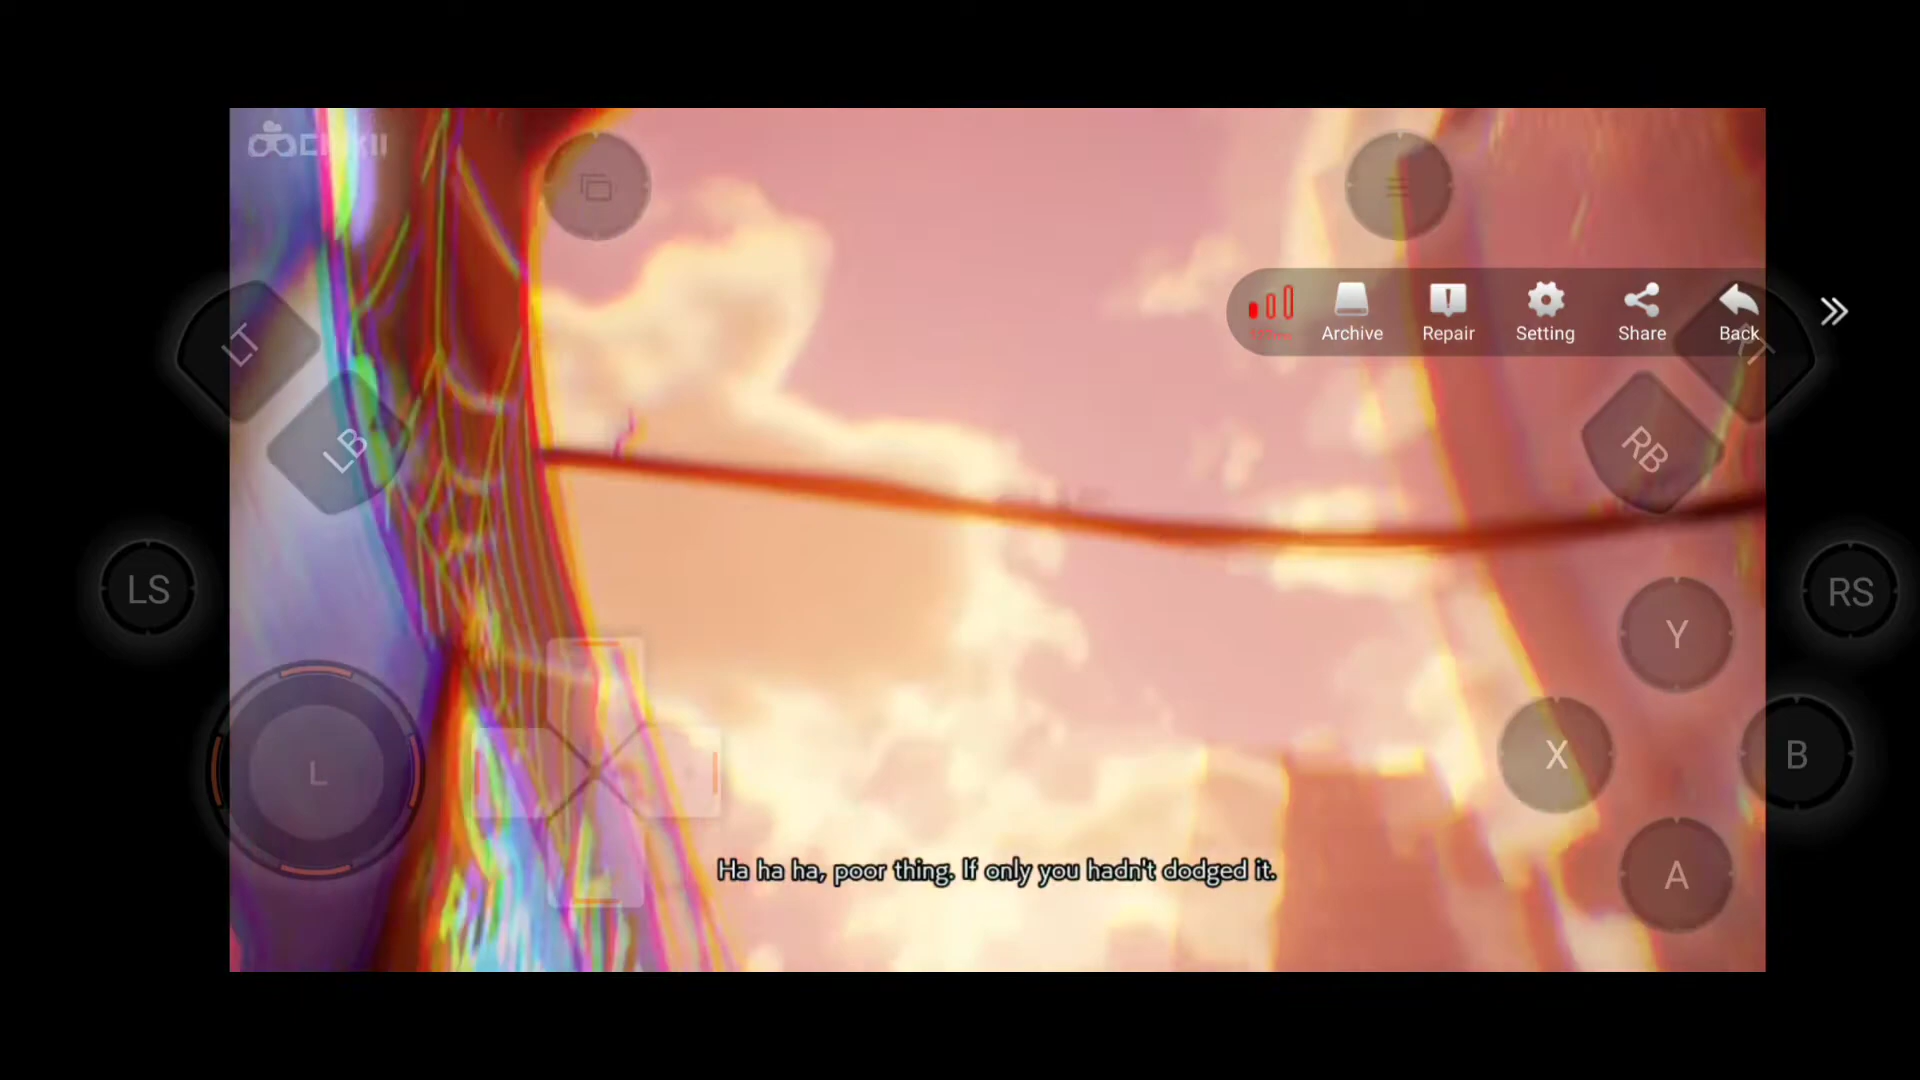 Archive
Repair
Setting
Share
Back
LT
LB
RB
LS
RS
Y
L
X
B
Ha ha ha, poor thing. If only you hadn't dodged it.
A